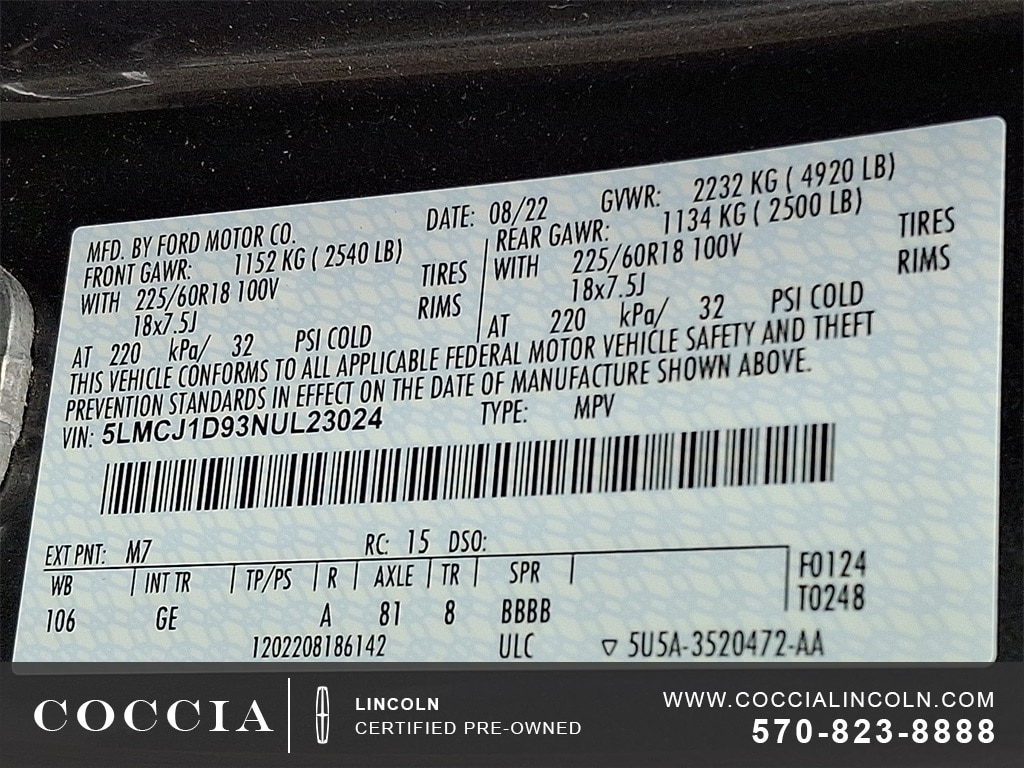 MFD. BY FORD MOTOR CO. DATE: 08/22 GVWR: 2232 KG ( 4920 LB)
FRONT GAWR: 1152 KG ( 2540 LB) REAR GAWR: 1134 KG ( 2500 LB)
WITH 225/60R18 100V TIRES WITH 225/60R18 100V TIRES
18x7.5J RIMS 18x7.5J RIMS
AT 220 kPa/ 32 PSI COLD AT 220 kPa/ 32 PSI COLD
THIS VEHICLE CONFORMS TO ALL APPLICABLE FEDERAL MOTOR VEHICLE SAFETY AND THEFT
PREVENTION STANDARDS IN EFFECT ON THE DATE OF MANUFACTURE SHOWN ABOVE.
VIN: 5LMCJ1D93NUL23024 TYPE: MPV
EXT PNT: M7 RC: 15 DSO:
WB INT TR TP/PS R AXLE TR SPR F0124
106 GE A 81 8 BBBB T0248
1202208186142 ULC ▽ 5U5A-3520472-AA
COCCIA LINCOLN CERTIFIED PRE-OWNED
WWW.COCCIALINCOLN.COM
570-823-8888